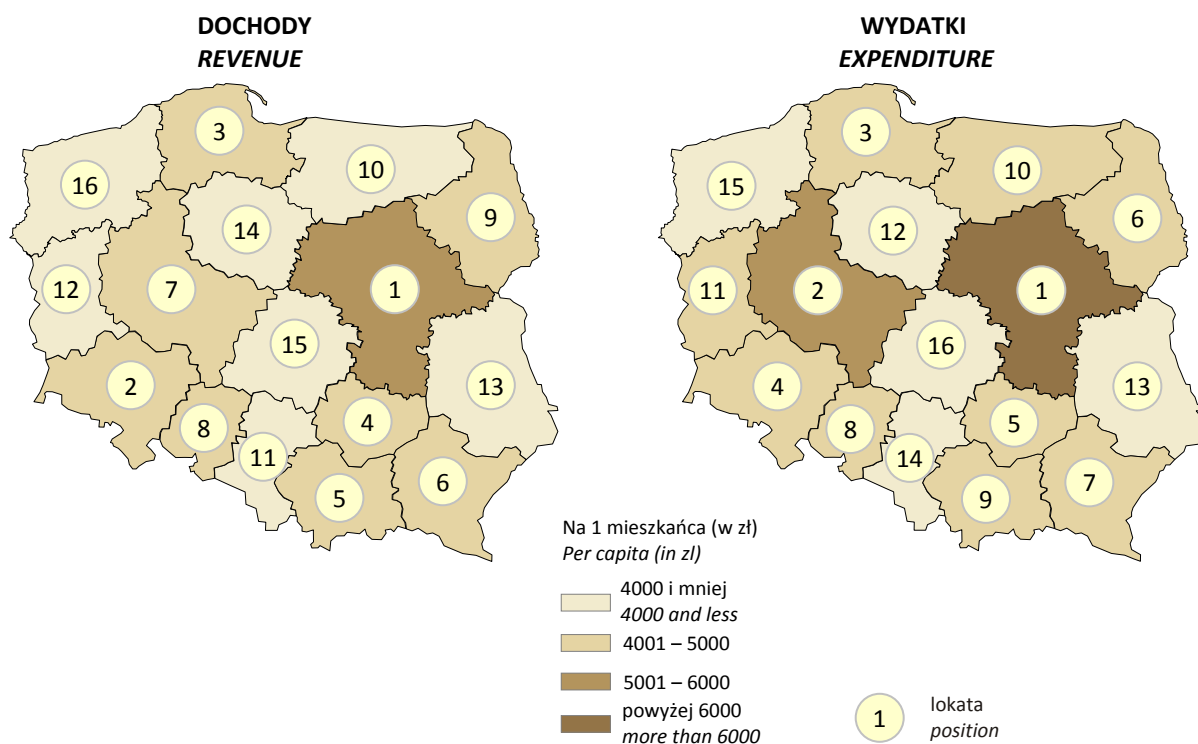 DOCHODY
REVENUE
3
16
10
9
14
12
7
1
15
2
13
8
4
11
6
5
WYDATKI
EXPENDITURE
3
15
10
6
12
11
2
1
16
4
13
8
5
14
7
9
Na 1 mieszkańca (w zł)
Per capita (in zl)
4000 i mniej
4000 and less
4001 – 5000
5001 – 6000
powyżej 6000
more than 6000
1
lokata
position